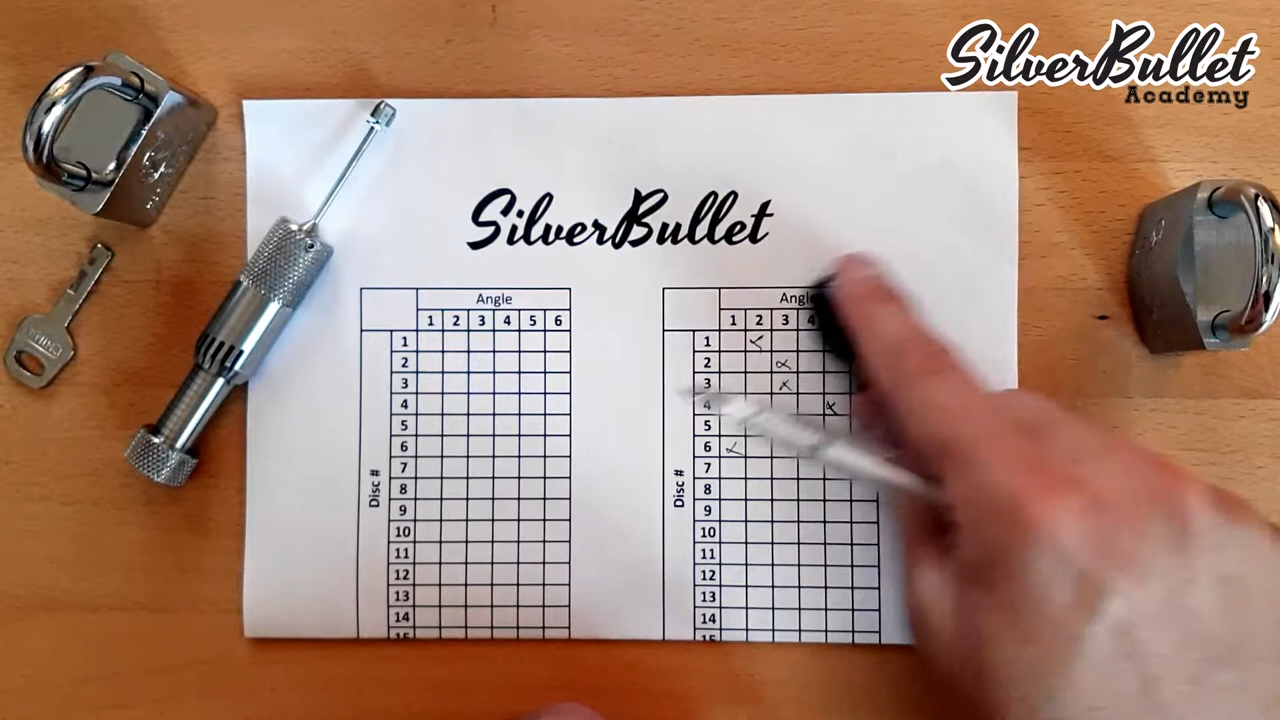 SilverBullet
Academy
SilverBullet
Angle
1 2 3 4 5 6
Disc #
1
2
3
4
5
6
7
8
9
10
11
12
13
14
15
Angle
1 2 3 4
Disc #
1 x
2 x
3 x
4 x
5
6 x
7
8
9
10
11
12
13
14
15